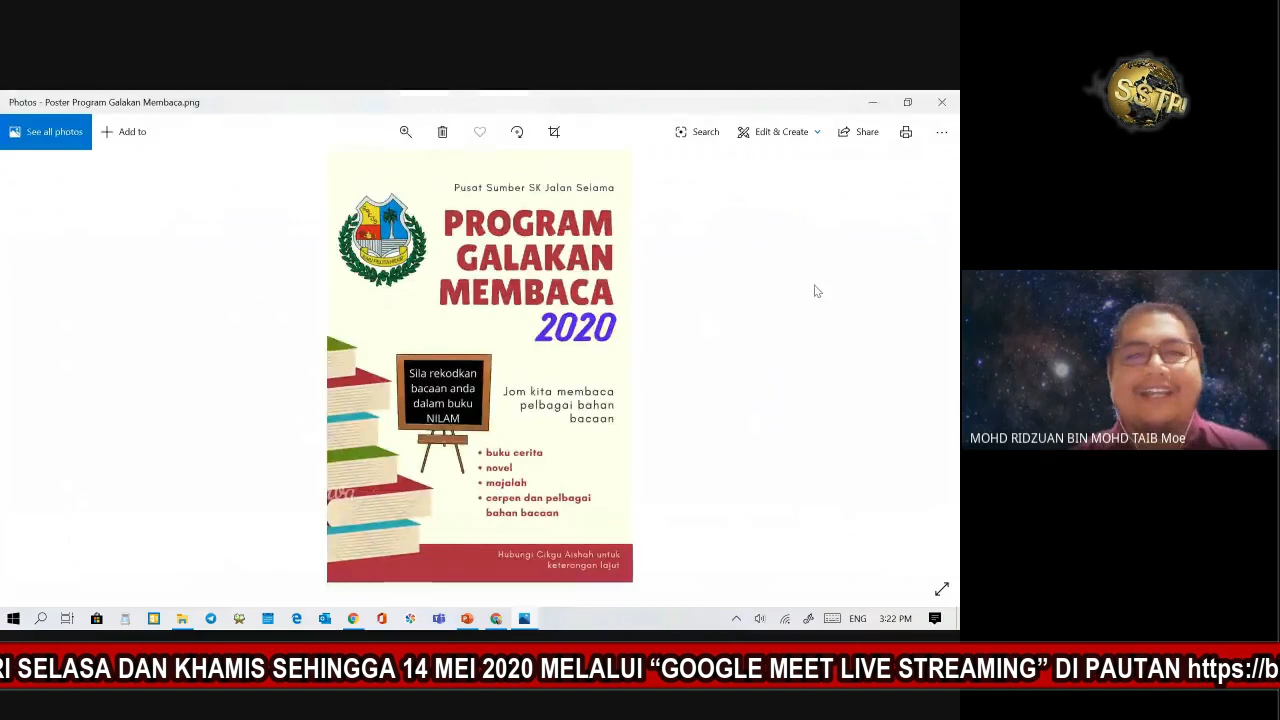 Photos - Poster Program Galakan Membaca.png
See all photos
Add to
Search
Edit & Create
Share
SSTPM
Pusat Sumber SK Jalan Selama
PROGRAM
GALAKAN
MEMBACA
2020
Sila rekodkan
bacaan anda
dalam buku
NILAM
Jom kita membaca
pelbagai bahan
bacaan
• buku cerita
• novel
• majalah
• cerpen dan pelbagai
bahan bacaan
Hubungi Cikgu Aishah untuk
keterangan lajut
MOHD RIDZUAN BIN MOHD TAIB Moe
ENG
3:22 PM
RI SELASA DAN KHAMIS SEHINGGA 14 MEI 2020 MELALUI “GOOGLE MEET LIVE STREAMING” DI PAUTAN https://b